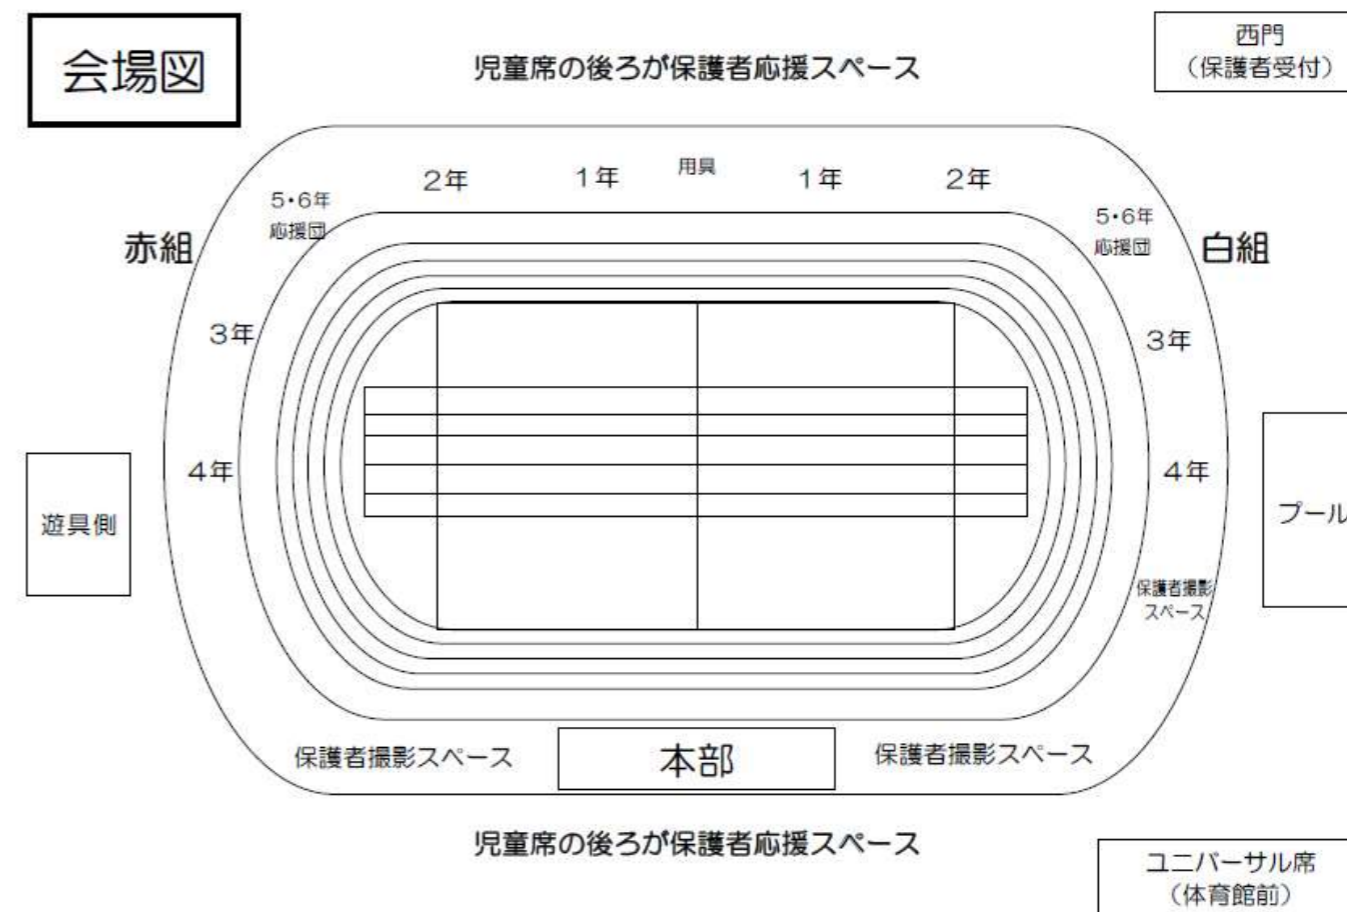 会場図
児童席の後ろが保護者応援スペース
西門
（保護者受付）
2年
1年
用具
1年
2年
5・6年
応援団
5・6年
応援団
赤組
白組
3年
3年
4年
4年
遊具側
プール
保護者撮影
スペース
保護者撮影スペース
本部
保護者撮影スペース
児童席の後ろが保護者応援スペース
ユニバーサル席
（体育館前）